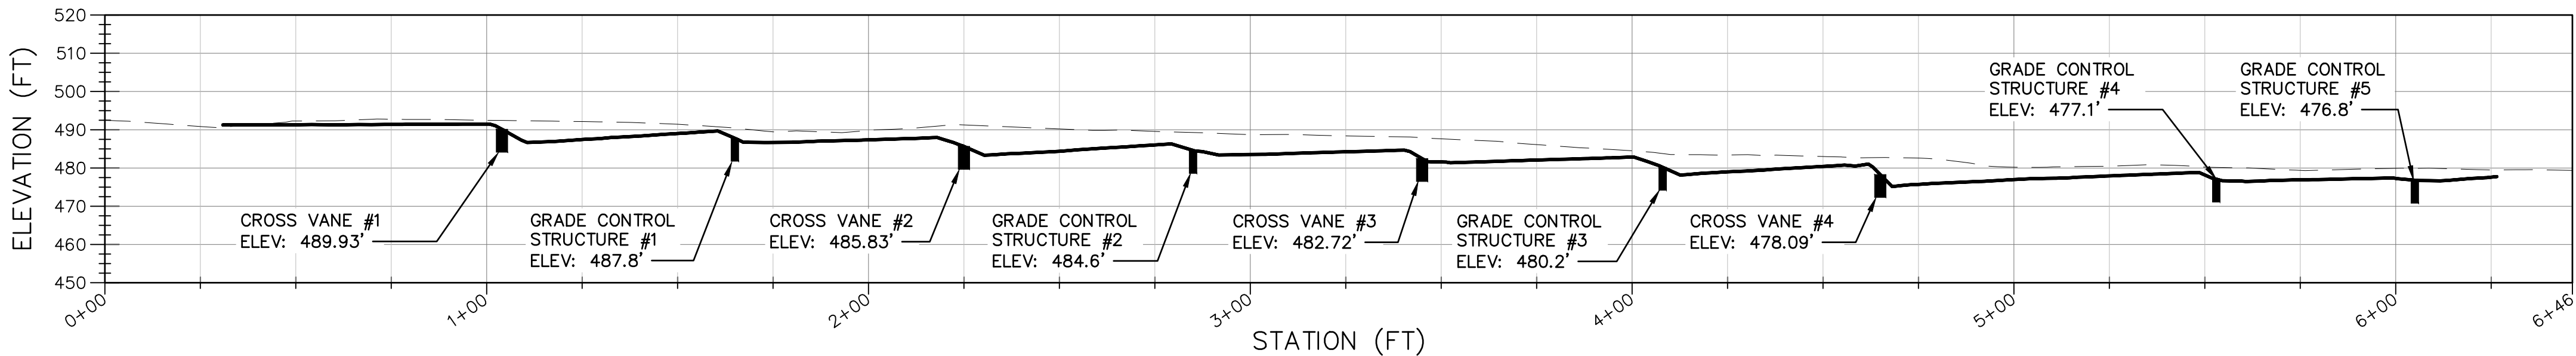 520
510
500
490
480
470
460
450
ELEVATION (FT)
CROSS VANE #1
ELEV: 489.93'
GRADE CONTROL
STRUCTURE #1
ELEV: 487.8'
CROSS VANE #2
ELEV: 485.83'
GRADE CONTROL
STRUCTURE #2
ELEV: 484.6'
CROSS VANE #3
ELEV: 482.72'
GRADE CONTROL
STRUCTURE #3
ELEV: 480.2'
CROSS VANE #4
ELEV: 478.09'
GRADE CONTROL
STRUCTURE #4
ELEV: 477.1'
GRADE CONTROL
STRUCTURE #5
ELEV: 476.8'
0+00
1+00
2+00
3+00
4+00
5+00
6+00
6+46
STATION (FT)